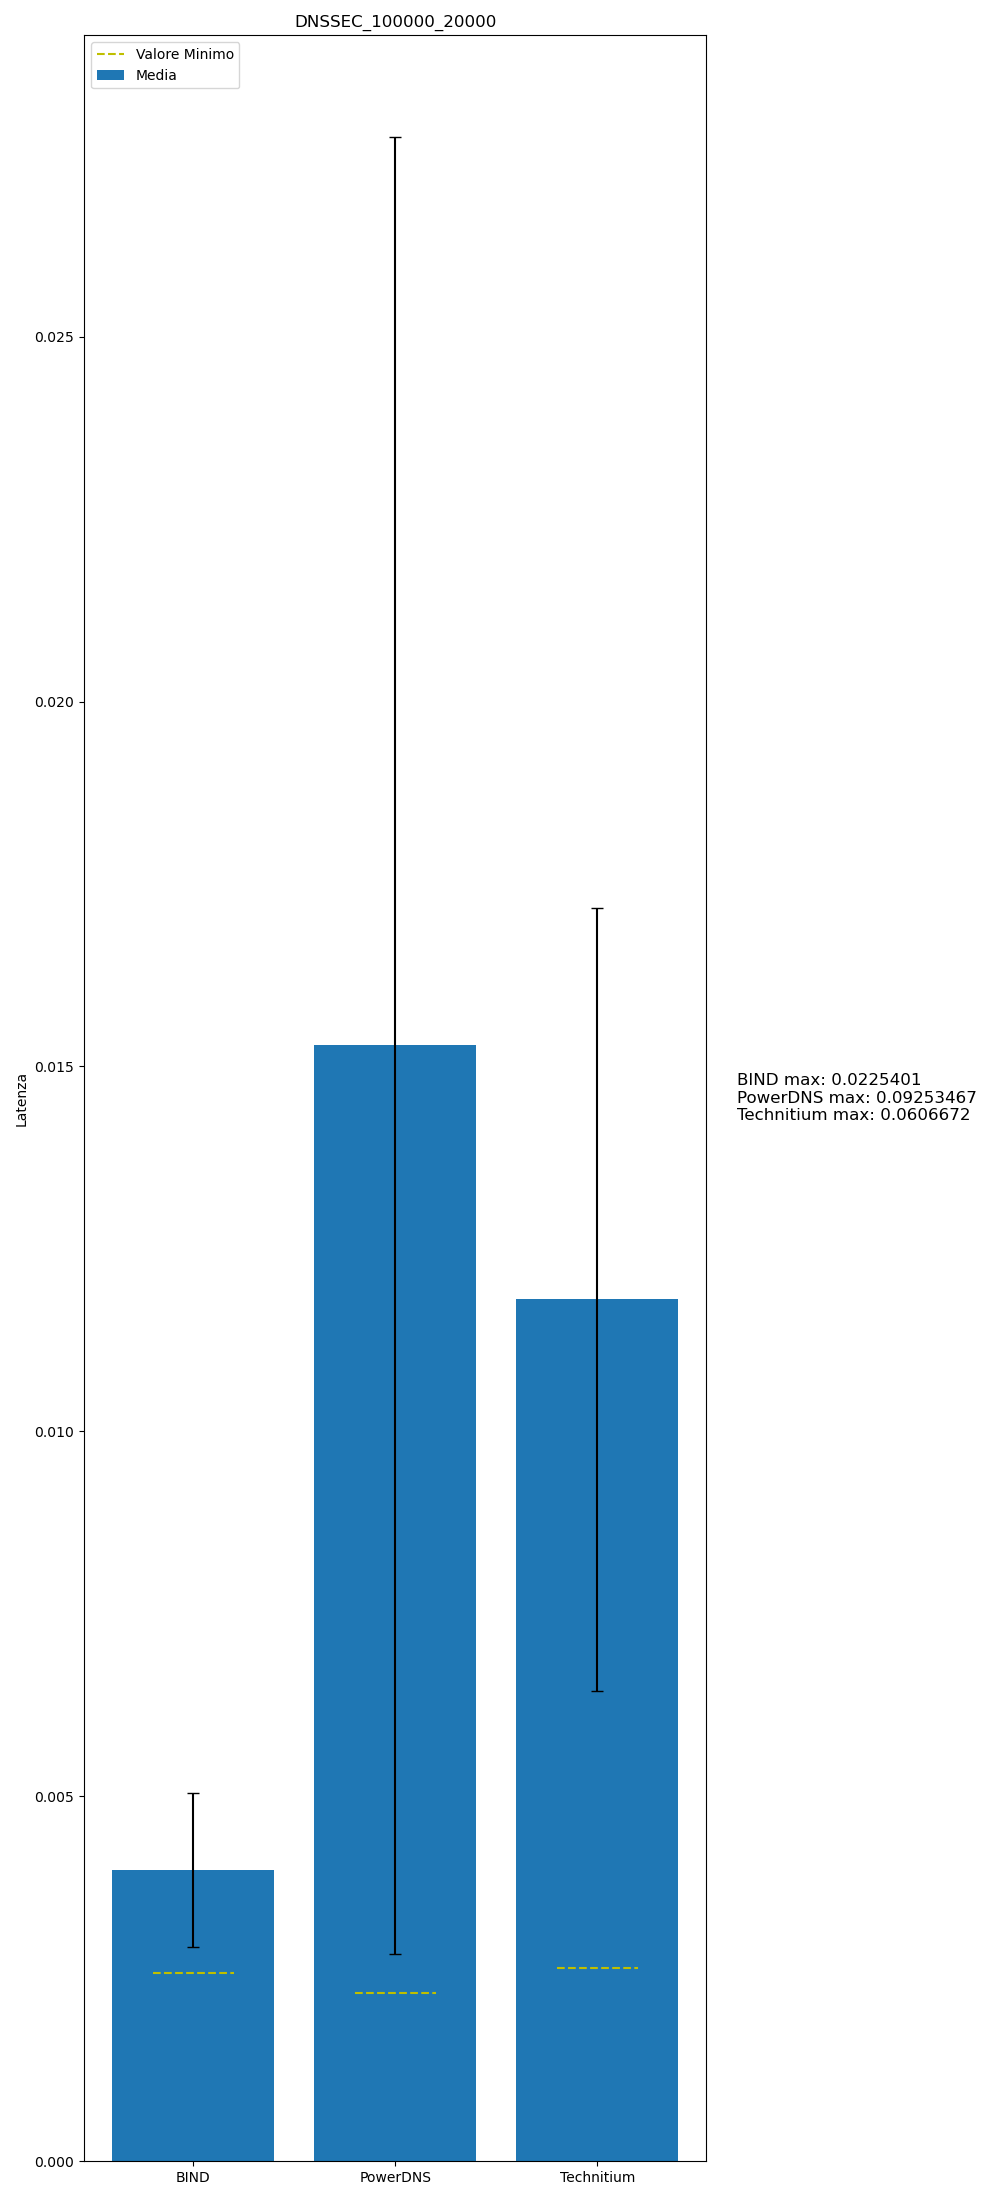 DNSSEC_100000_20000
Valore Minimo
Media
0.025
0.020
0.015
0.010
0.005
0.000
Latenza
BIND
PowerDNS
Technitium
BIND max: 0.0225401
PowerDNS max: 0.09253467
Technitium max: 0.0606672